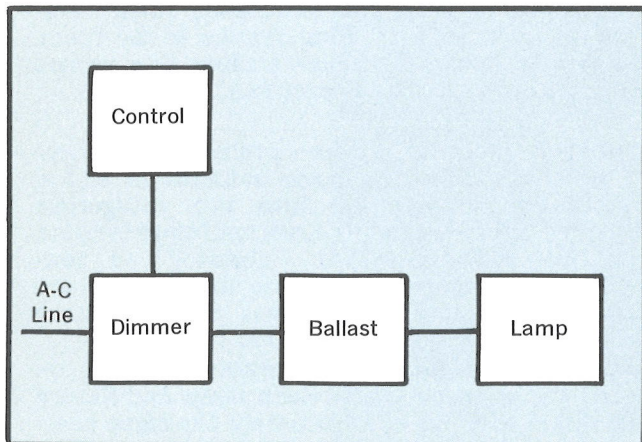 Control
A-C
Line
Dimmer
Ballast
Lamp